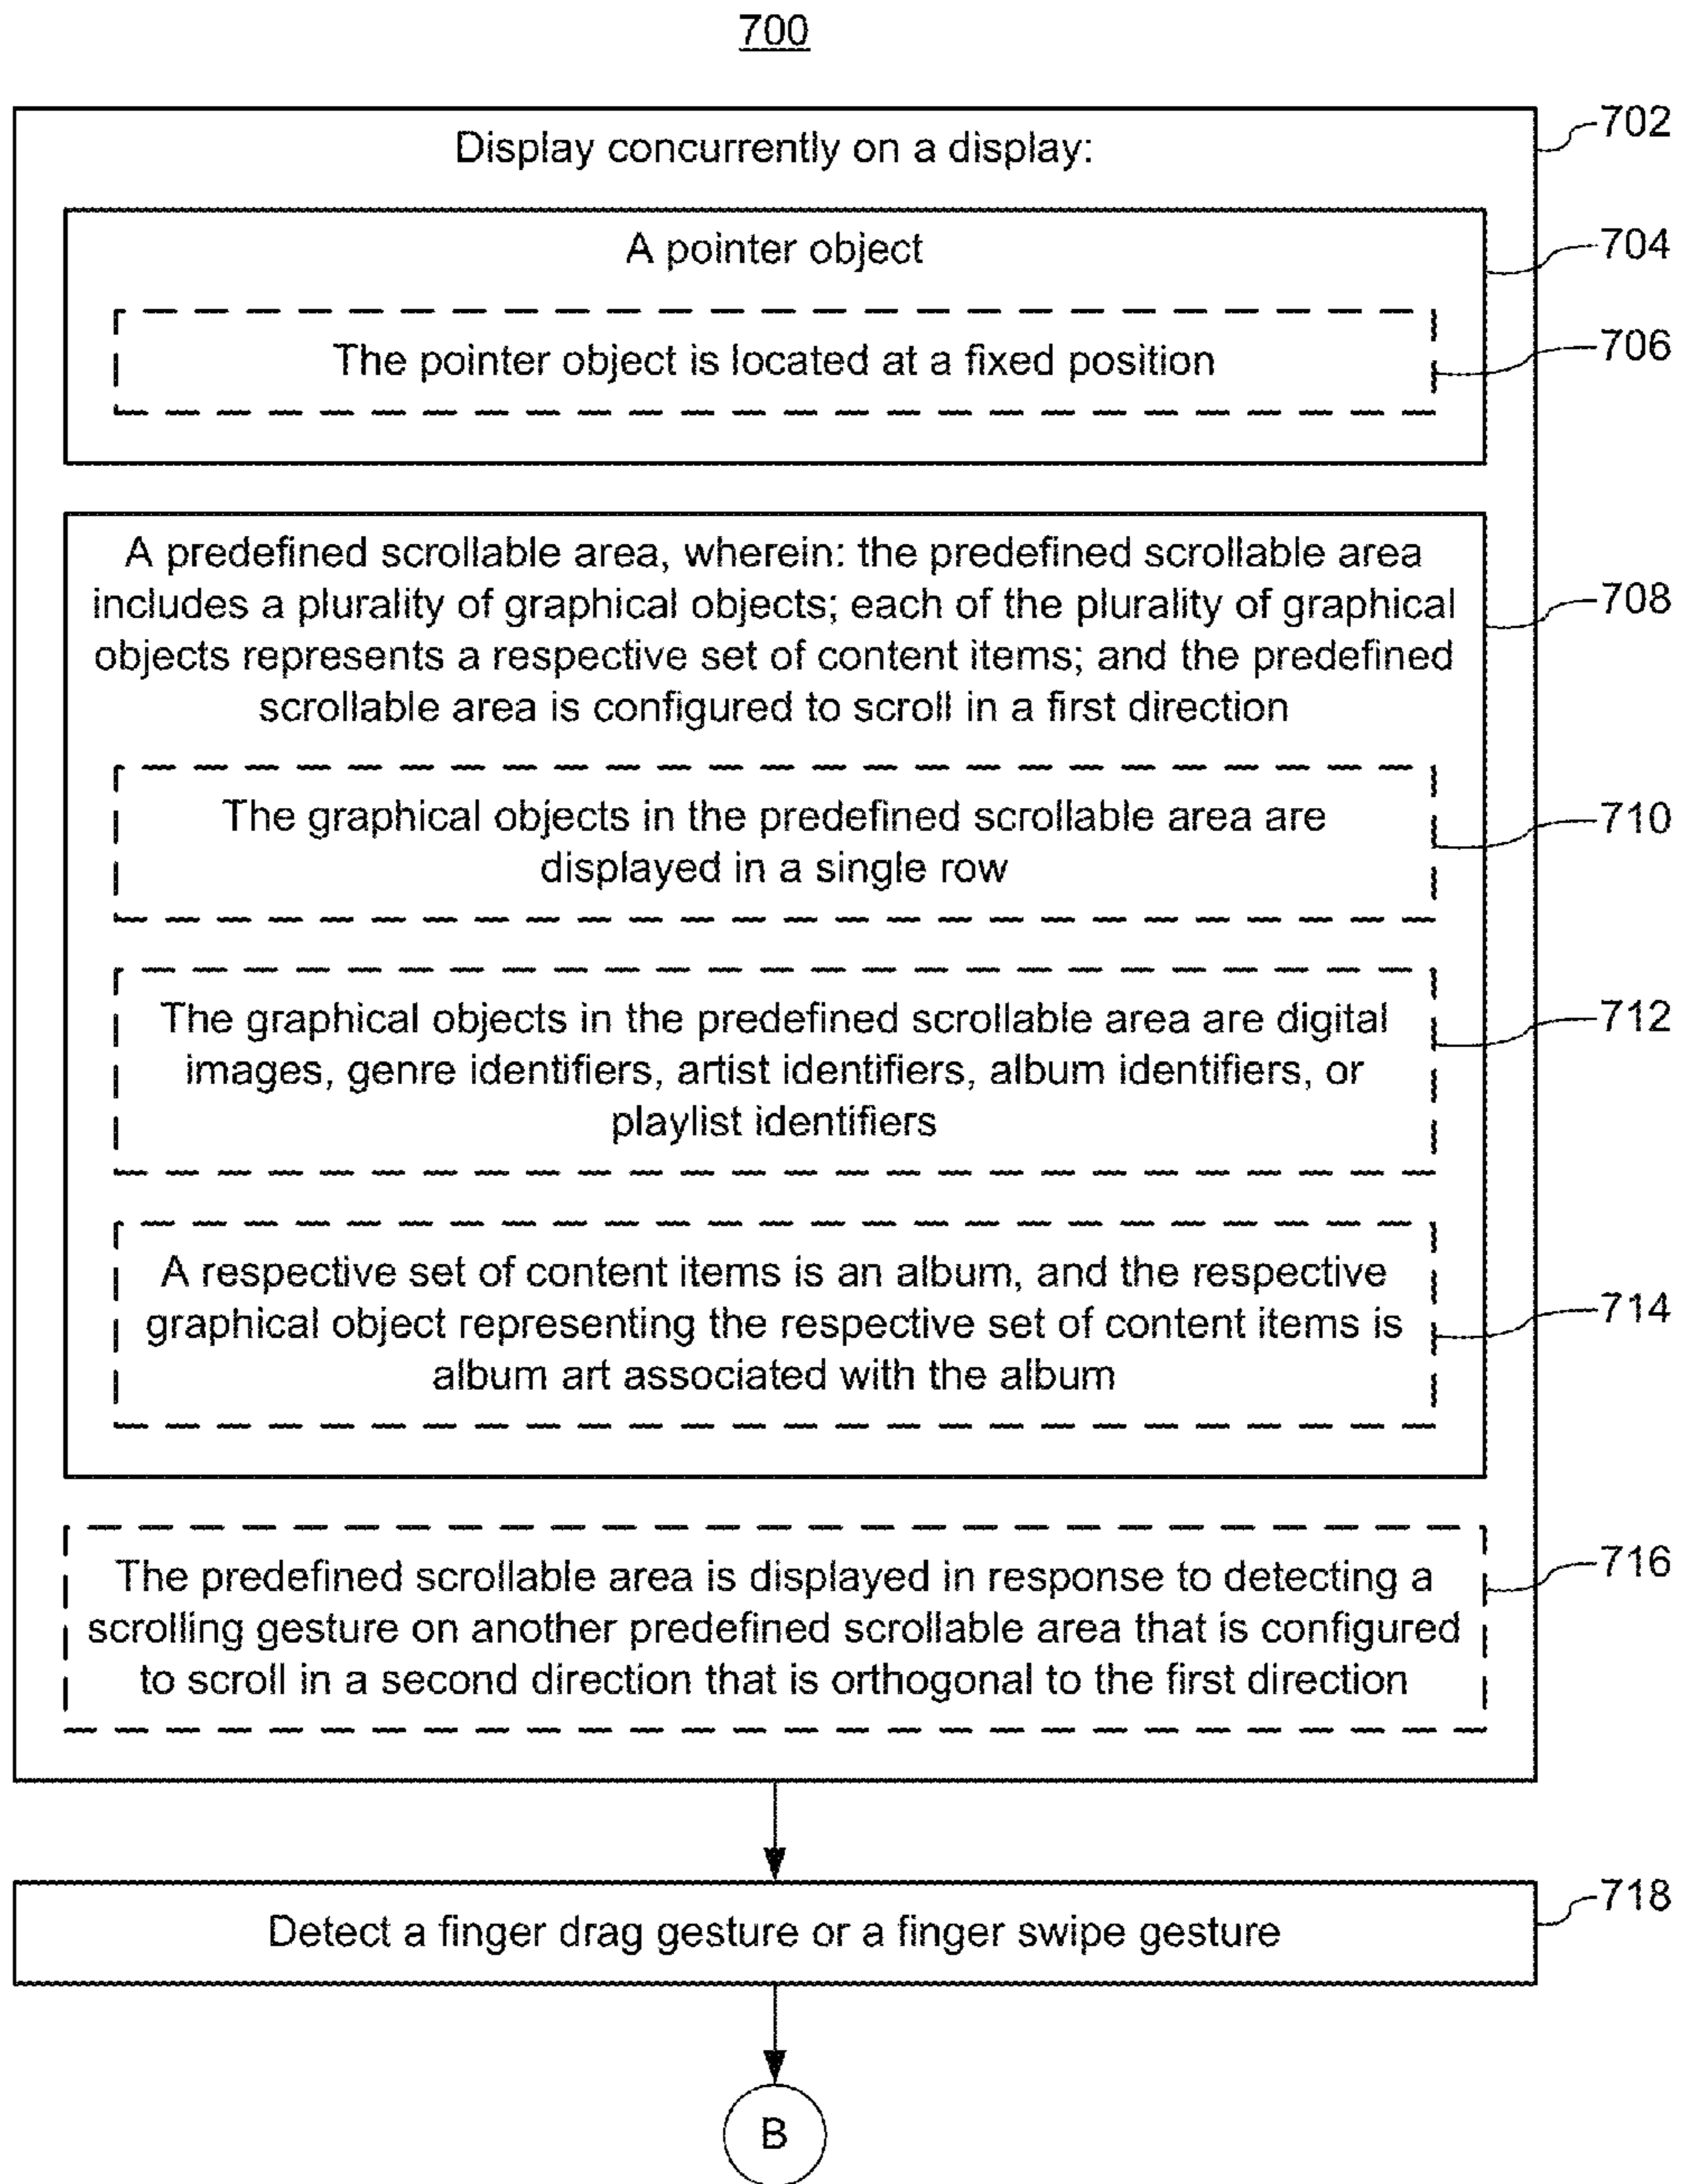 700
Display concurrently on a display:
702
A pointer object
704
The pointer object is located at a fixed position
706
A predefined scrollable area, wherein: the predefined scrollable area
includes a plurality of graphical objects; each of the plurality of graphical
objects represents a respective set of content items; and the predefined
scrollable area is configured to scroll in a first direction
708
The graphical objects in the predefined scrollable area are
displayed in a single row
710
The graphical objects in the predefined scrollable area are digital
images, genre identifiers, artist identifiers, album identifiers, or
playlist identifiers
712
A respective set of content items is an album, and the respective
graphical object representing the respective set of content items is
album art associated with the album
714
The predefined scrollable area is displayed in response to detecting a
scrolling gesture on another predefined scrollable area that is configured
to scroll in a second direction that is orthogonal to the first direction
716
Detect a finger drag gesture or a finger swipe gesture
718
B